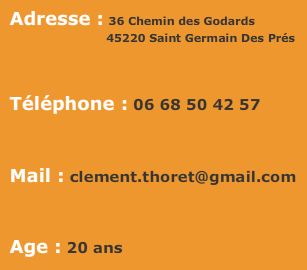 Adresse : 36 Chemin des Godards
45220 Saint Germain Des Prés
Téléphone : 06 68 50 42 57
Mail : clement.thoret@gmail.com
Age : 20 ans